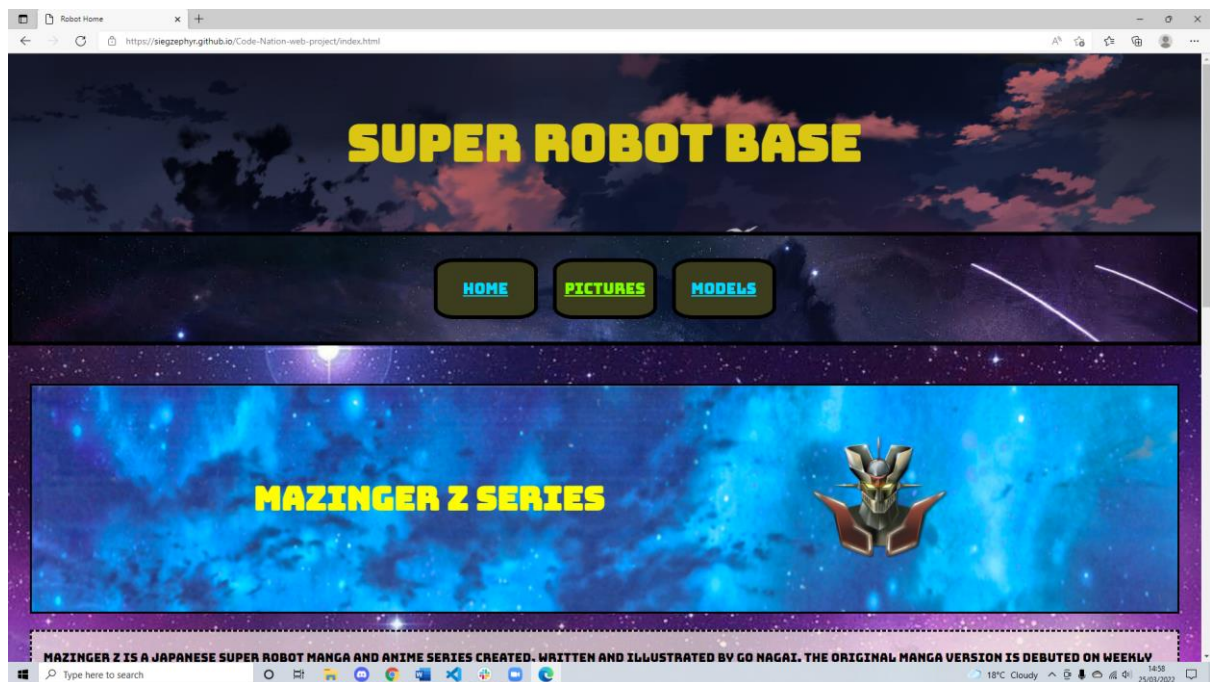 Robot Home
https://siegzephyr.github.io/Code-Nation-web-project/index.html
SUPER ROBOT BASE
HOME PICTURES MODELS
MAZINGER Z SERIES
MAZINGER Z IS A JAPANESE SUPER ROBOT MANGA AND ANIME SERIES CREATED, WRITTEN AND ILLUSTRATED BY GO NAGAI. THE ORIGINAL MANGA VERSION IS DEBUTED ON WEEKLY
Type here to search
18°C Cloudy
14:58
25/03/2022